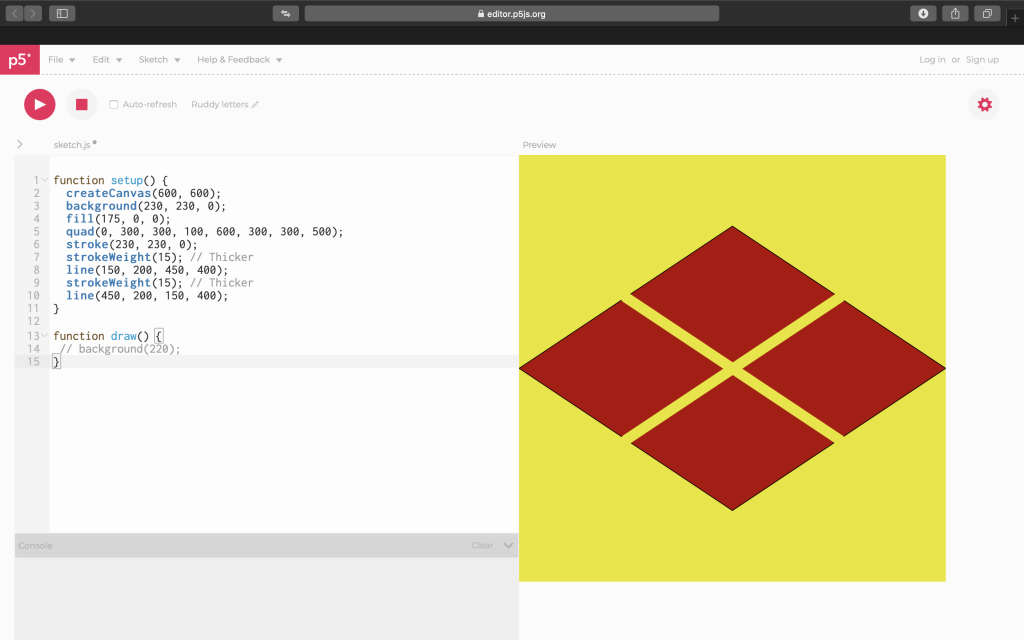 editor.p5js.org
p5* File Edit Sketch Help & Feedback Log in or Sign up
Auto-refresh Ruddy letters
sketch.js Preview
1 function setup() {
2 createCanvas(600, 600);
3 background(230, 230, 0);
4 fill(175, 0, 0);
5 quad(0, 300, 300, 100, 600, 300, 300, 500);
6 stroke(230, 230, 0);
7 strokeWeight(15); // Thicker
8 line(150, 200, 450, 400);
9 strokeWeight(15); // Thicker
10 line(450, 200, 150, 400);
11 }
12
13 function draw() {
14 // background(220);
15 }
Console Clear